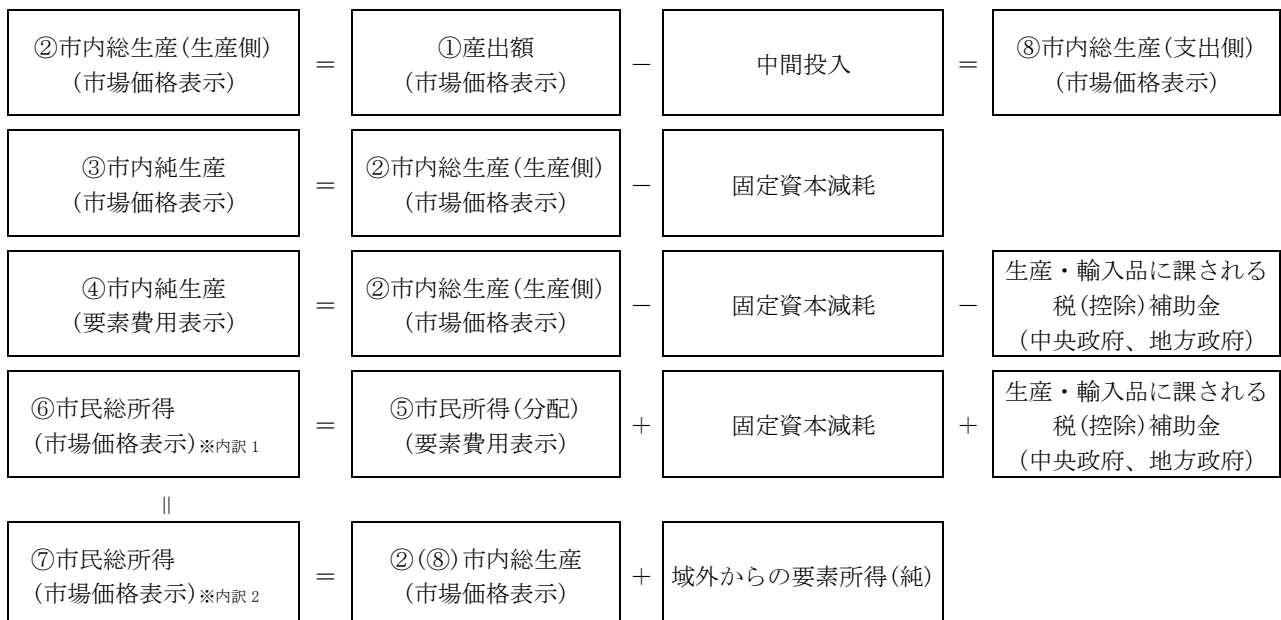 ②市内総生産(生産側)
(市場価格表示)
＝
①産出額
(市場価格表示)
－
中間投入
＝
⑧市内総生産(支出側)
(市場価格表示)
③市内純生産
(市場価格表示)
＝
②市内総生産(生産側)
(市場価格表示)
－
固定資本減耗
④市内純生産
(要素費用表示)
＝
②市内総生産(生産側)
(市場価格表示)
－
固定資本減耗
－
生産・輸入品に課される
税(控除)補助金
(中央政府、地方政府)
⑥市民総所得
(市場価格表示)※内訳 1
＝
⑤市民所得(分配)
(要素費用表示)
＋
固定資本減耗
＋
生産・輸入品に課される
税(控除)補助金
(中央政府、地方政府)
‖
⑦市民総所得
(市場価格表示)※内訳 2
＝
②(⑧)市内総生産
(市場価格表示)
＋
域外からの要素所得(純)